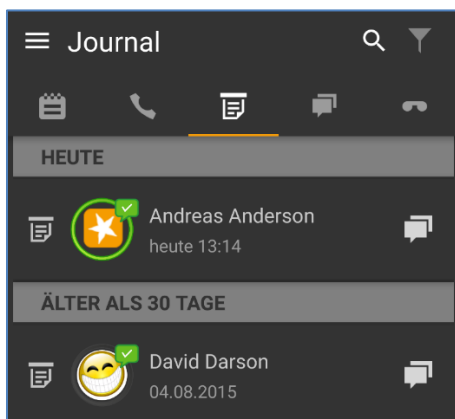 Journal
HEUTE
Andreas Anderson
heute 13:14
ÄLTER ALS 30 TAGE
David Darson
04.08.2015